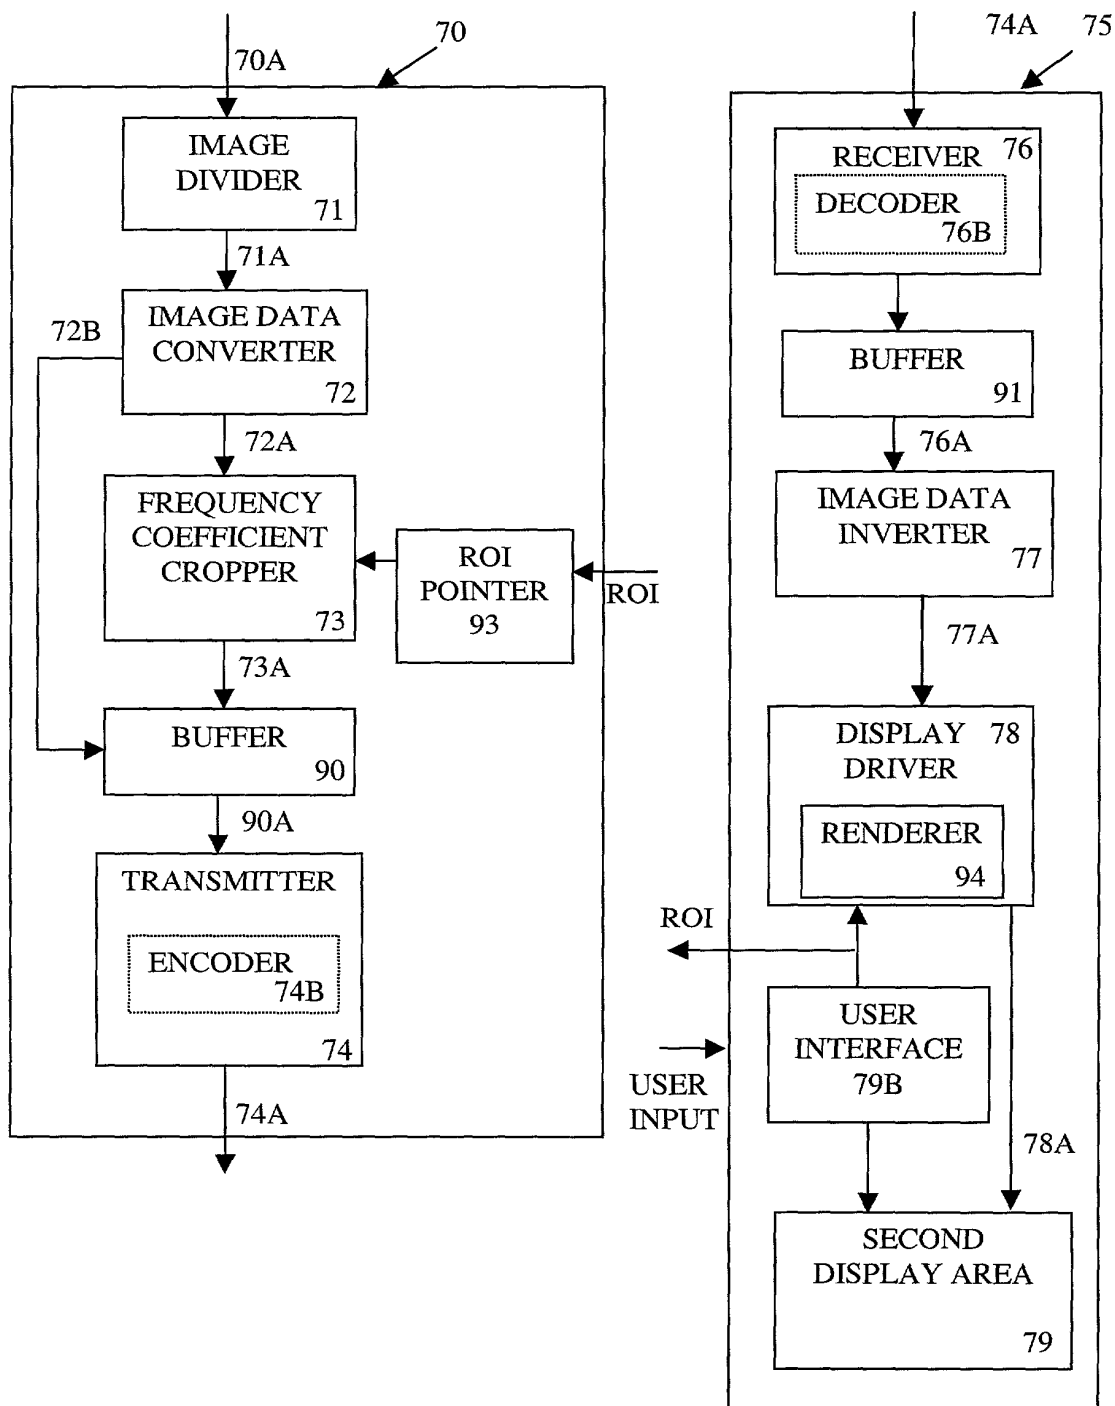 70A
70
IMAGE
DIVIDER
71
71A
72B
IMAGE DATA
CONVERTER
72
72A
FREQUENCY
COEFFICIENT
CROPPER
73
ROI
POINTER
93
ROI
73A
BUFFER
90
90A
TRANSMITTER
ENCODER
74B
74
74A
74A
75
RECEIVER
76
DECODER
76B
BUFFER
91
76A
IMAGE DATA
INVERTER
77
77A
DISPLAY
DRIVER
78
RENDERER
94
ROI
USER
INTERFACE
79B
USER
INPUT
78A
SECOND
DISPLAY AREA
79